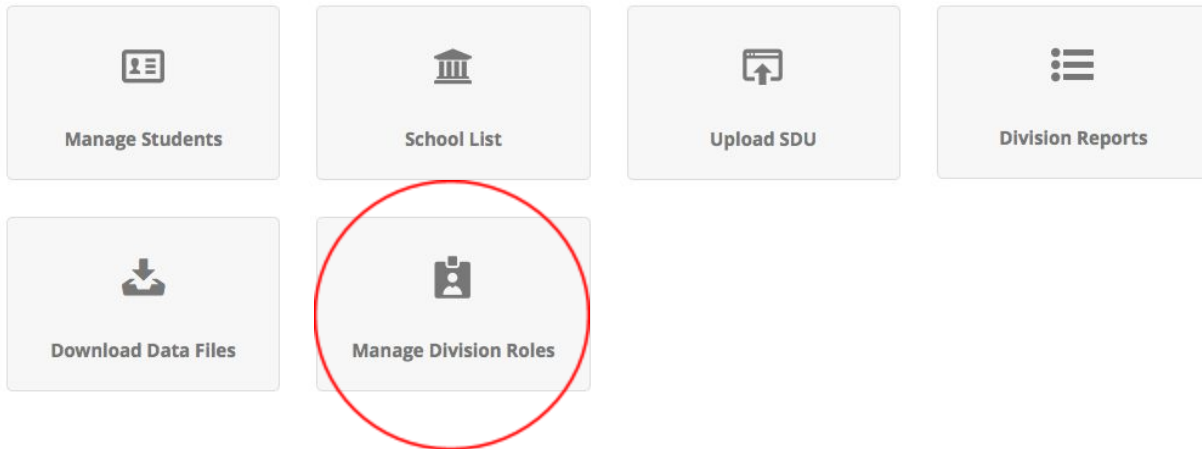 Manage Students
School List
Upload SDU
Division Reports
Download Data Files
Manage Division Roles